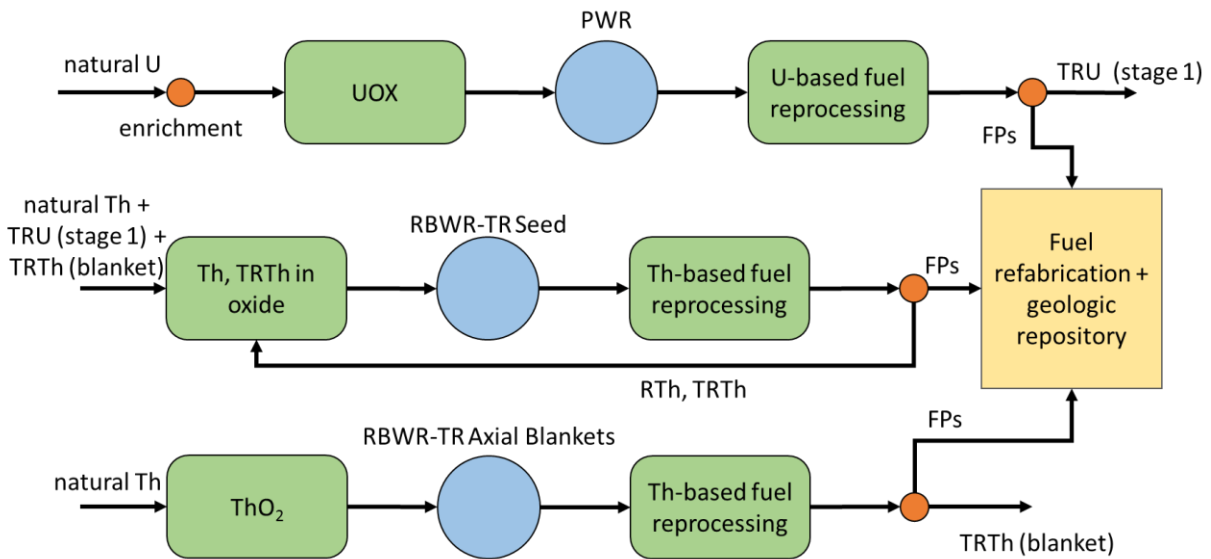 PWR
natural U
enrichment
UOX
U-based fuel
reprocessing
TRU (stage 1)
FPs
natural Th +
TRU (stage 1) +
TRTh (blanket)
Th, TRTh in
oxide
RBWR-TR Seed
Th-based fuel
reprocessing
FPs
Fuel
refabrication +
geologic
repository
RTh, TRTh
RBWR-TR Axial Blankets
natural Th
ThO₂
Th-based fuel
reprocessing
FPs
TRTh (blanket)